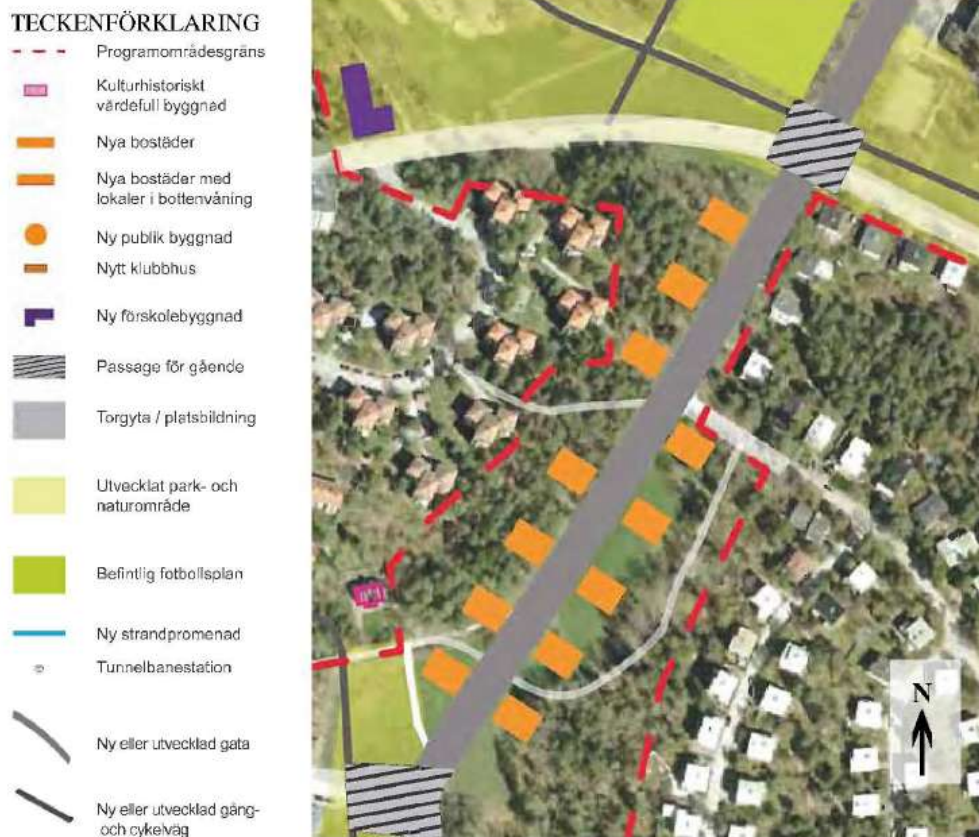 TECKENFÖRKLARING
Programområdesgräns
Kulturhistoriskt
värdefull byggnad
Nya bostäder
Nya bostäder med
lokaler i bottenvåning
Ny publik byggnad
Nytt klubbhus
Ny förskolebyggnad
Passage för gående
Torgyta / platsbildning
Utvecklat park- och
naturområde
Befintlig fotbollsplan
Ny strandpromenad
Tunnelbanestation
Ny eller utvecklad gata
Ny eller utvecklad gång-
och cykelväg
N